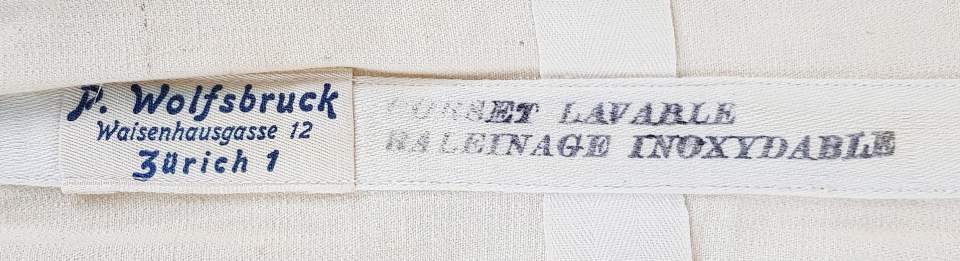 P. Wolfsbruck
Waisenhausgasse 12
Zürich 1
CORSET LAVABLE
BALEINAGE INOXYDABLE